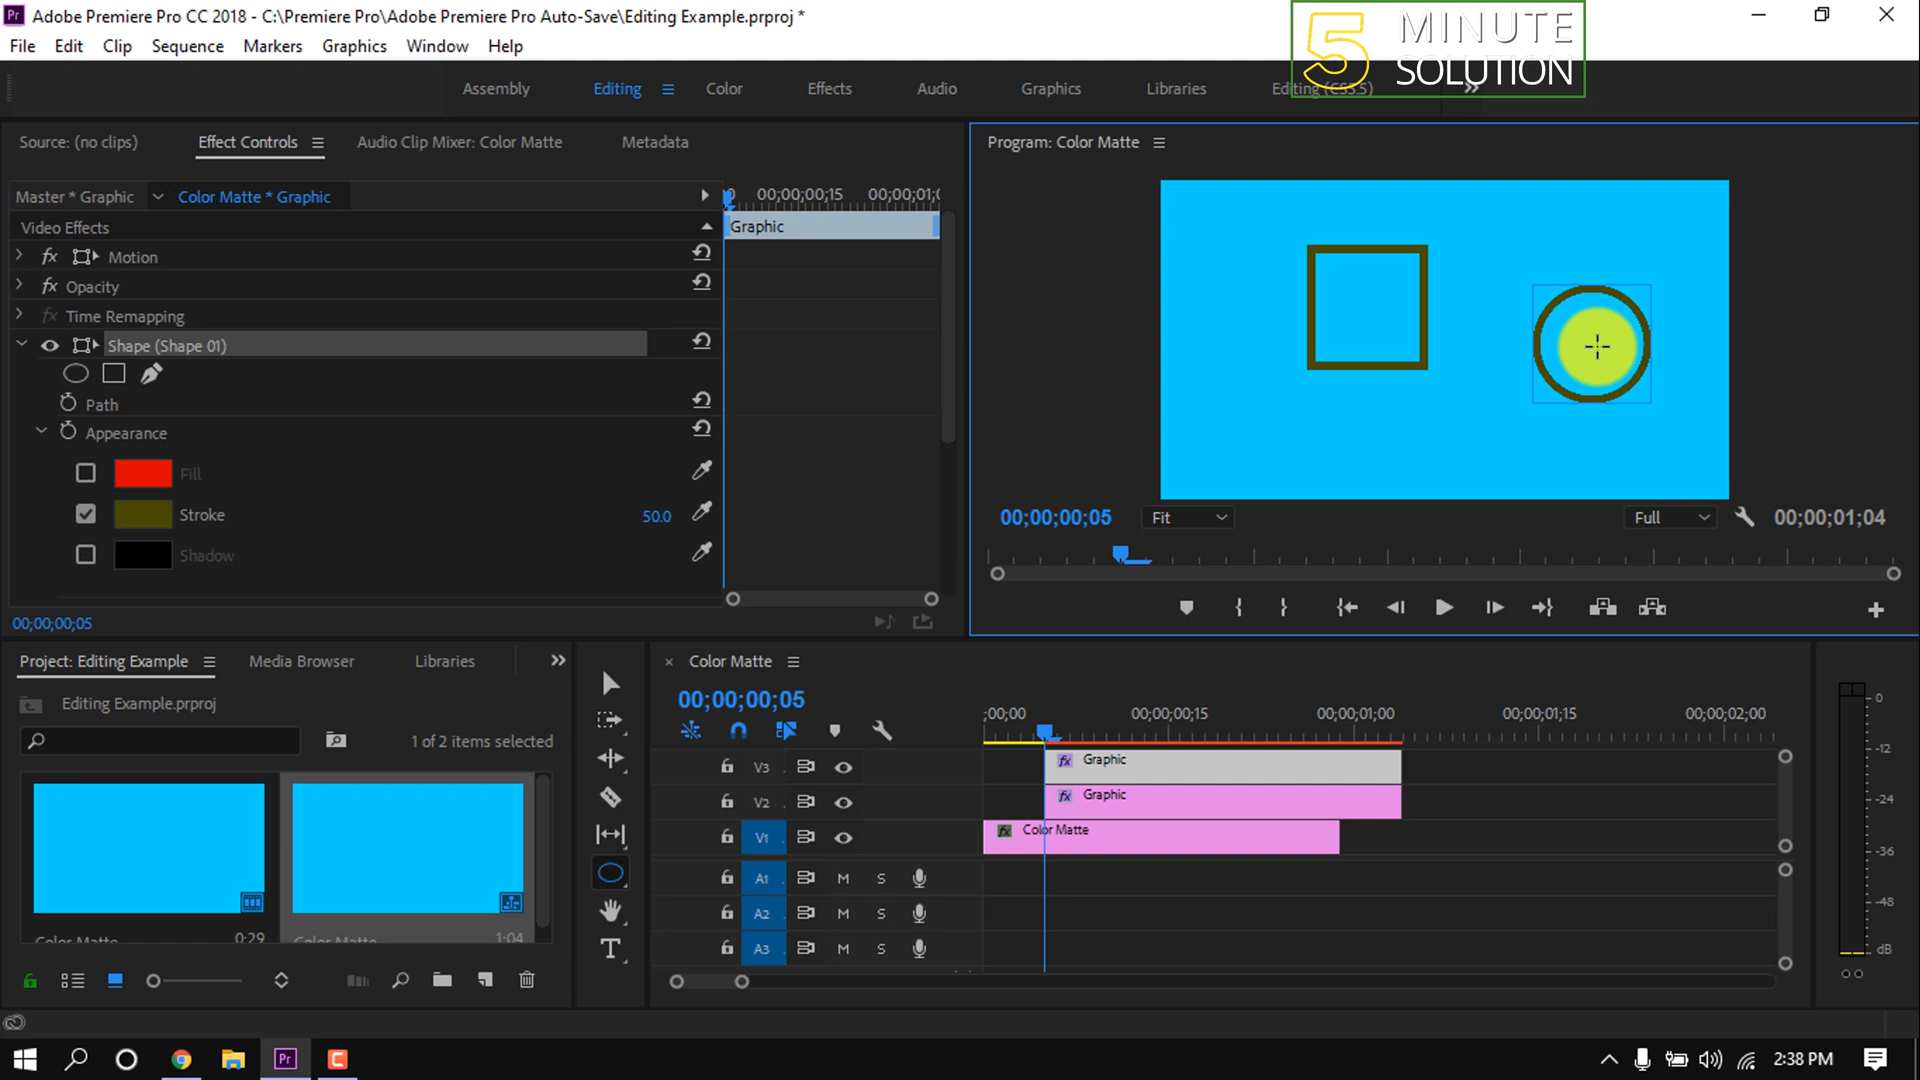 Adobe Premiere Pro CC 2018 - C:\Premiere Pro\Adobe Premiere Pro Auto-Save\Editing Example.prproj *
File Edit Clip Sequence Markers Graphics Window Help
5 MINUTE
SOLUTION
Assembly Editing Color Effects Audio Graphics Libraries Editing (CS5.5)
Source: (no clips) Effect Controls Audio Clip Mixer: Color Matte Metadata
Program: Color Matte
Master * Graphic Color Matte * Graphic
00;00;00;15 00;00;01;0
Video Effects
Graphic
fx Motion
fx Opacity
fx Time Remapping
Shape (Shape 01)
Path
Appearance
Fill
Stroke 50.0
Shadow
00;00;00;05 Fit Full 00;00;01;04
00;00;00;05
Project: Editing Example Media Browser Libraries
Color Matte
Editing Example.prproj
00;00;00;05
1 of 2 items selected
;00;00 00;00;00;15 00;00;01;00 00;00;01;15 00;00;02;00
V3 fx Graphic
V2 fx Graphic
V1 fx Color Matte
A1 M S
A2 M S
A3 M S
Color Matte 0:29
Color Matte 1:04
0
-12
-24
-36
-48
dB
T
Pr
2:38 PM